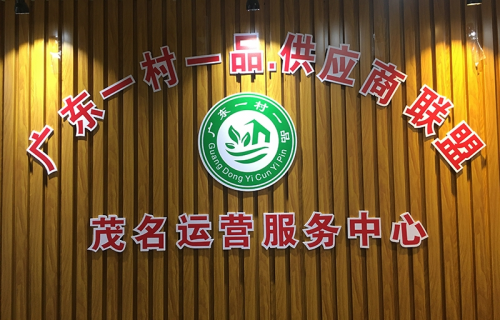 广东一村一品.供应商联盟
广东一村一品
Guang Dong Yi Cun Yi Pin
茂名运营服务中心